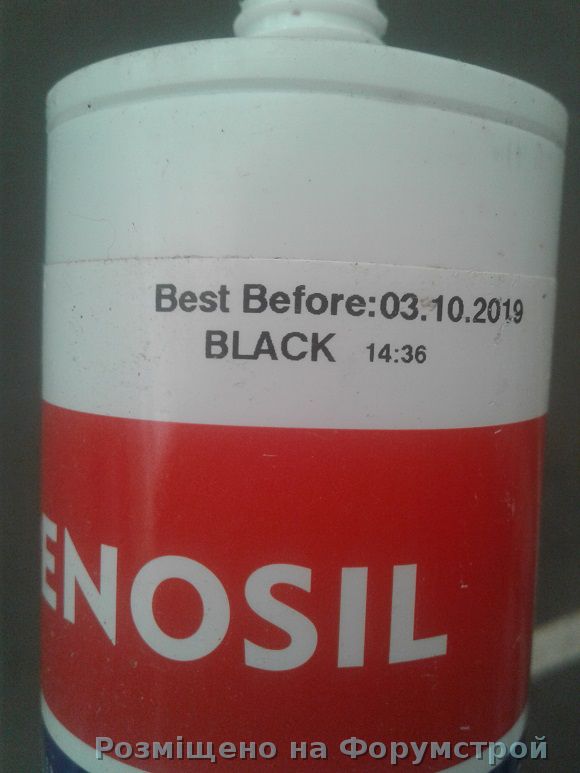 Best Before:03.10.2019
BLACK 14:36
ENOSIL
Розміщено на Форумстрой